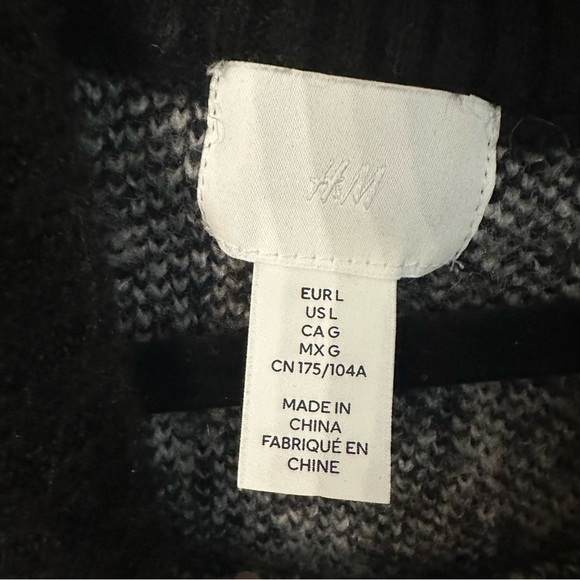 H&M
EUR L
US L
CA G
MX G
CN 175/104A
MADE IN
CHINA
FABRIQUÉ EN
CHINE